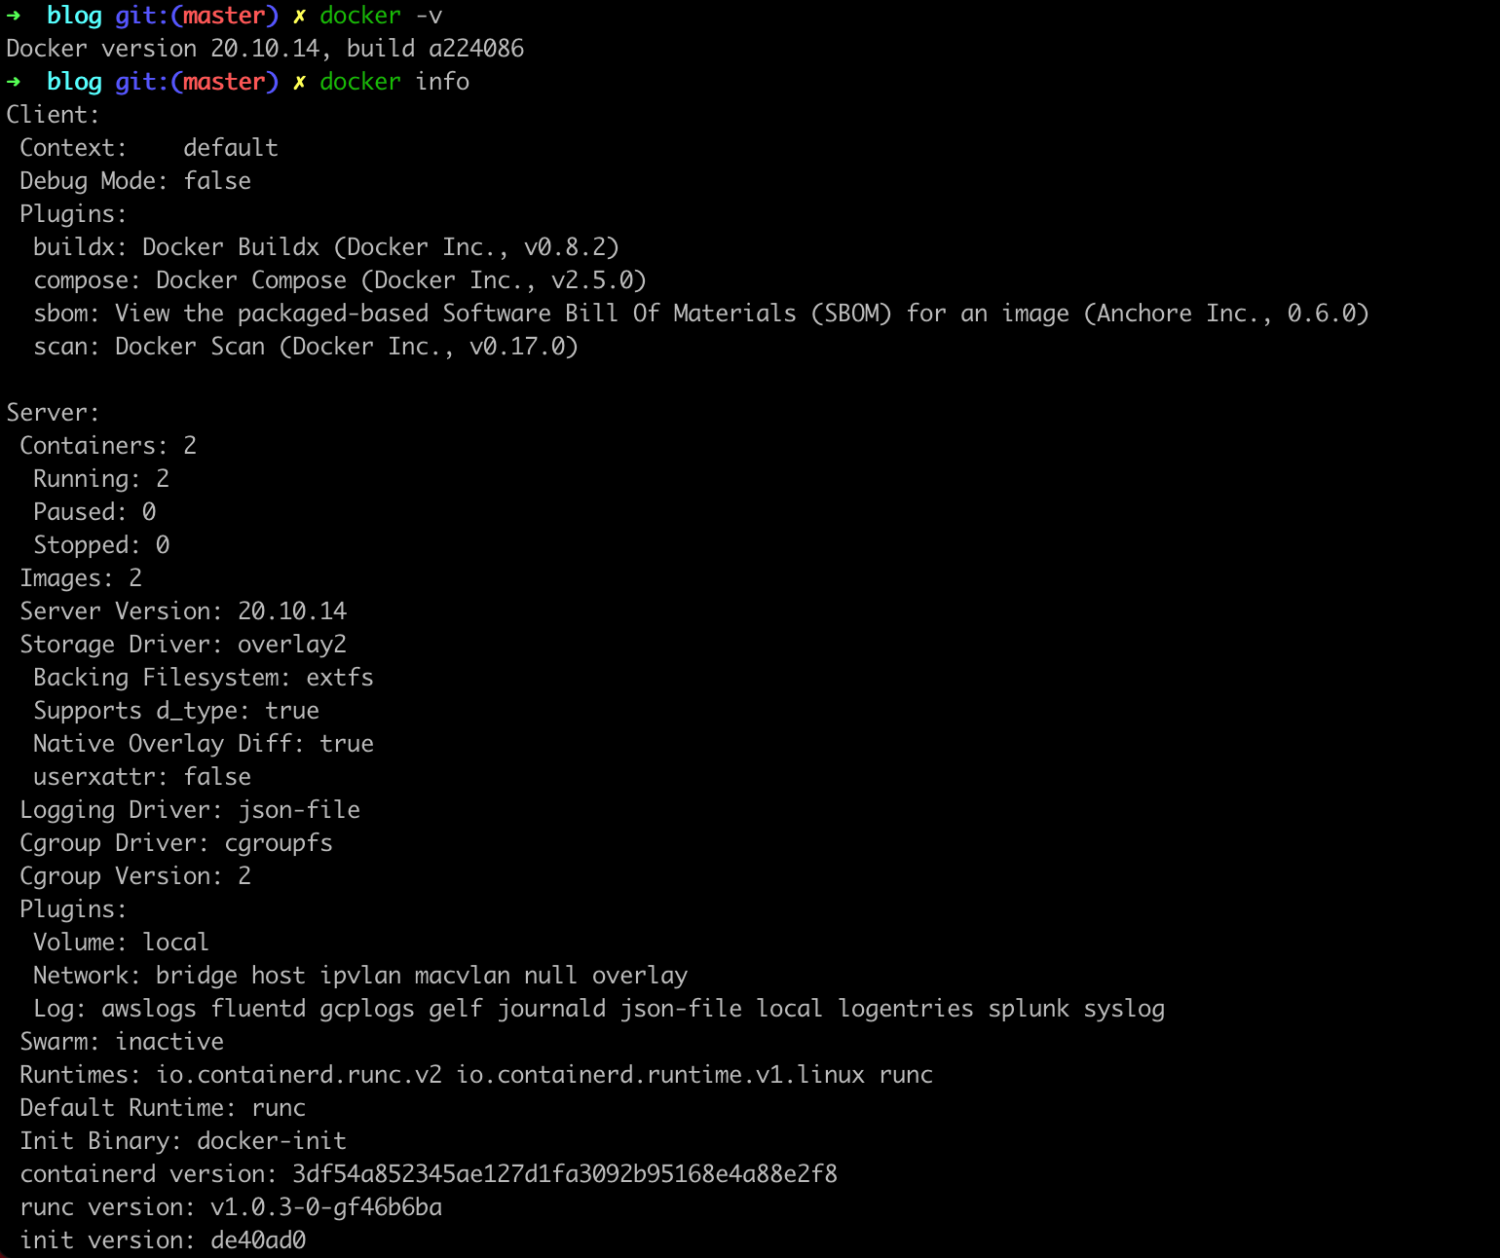 ➜  blog git:(master) ✗ docker -v
Docker version 20.10.14, build a224086
➜  blog git:(master) ✗ docker info
Client:
 Context:    default
 Debug Mode: false
 Plugins:
  buildx: Docker Buildx (Docker Inc., v0.8.2)
  compose: Docker Compose (Docker Inc., v2.5.0)
  sbom: View the packaged-based Software Bill Of Materials (SBOM) for an image (Anchore Inc., 0.6.0)
  scan: Docker Scan (Docker Inc., v0.17.0)

Server:
 Containers: 2
  Running: 2
  Paused: 0
  Stopped: 0
 Images: 2
 Server Version: 20.10.14
 Storage Driver: overlay2
  Backing Filesystem: extfs
  Supports d_type: true
  Native Overlay Diff: true
  userxattr: false
 Logging Driver: json-file
 Cgroup Driver: cgroupfs
 Cgroup Version: 2
 Plugins:
  Volume: local
  Network: bridge host ipvlan macvlan null overlay
  Log: awslogs fluentd gcplogs gelf journald json-file local logentries splunk syslog
 Swarm: inactive
 Runtimes: io.containerd.runc.v2 io.containerd.runtime.v1.linux runc
 Default Runtime: runc
 Init Binary: docker-init
 containerd version: 3df54a852345ae127d1fa3092b95168e4a88e2f8
 runc version: v1.0.3-0-gf46b6ba
 init version: de40ad0